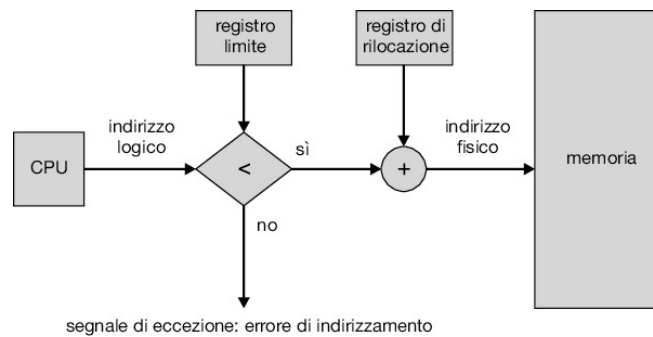 registro
limite
registro di
rilocazione
indirizzo
logico
indirizzo
fisico
CPU
<
sì
+
memoria
no
segnale di eccezione: errore di indirizzamento